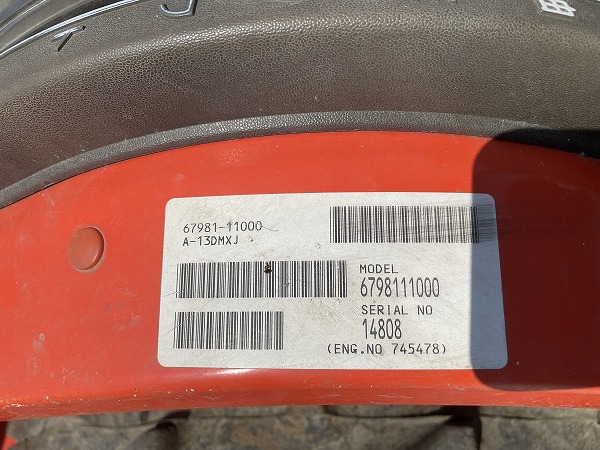 67981-11000
A-13DMXJ
MODEL
6798111000
SERIAL NO
14808
(ENG.NO 745478)